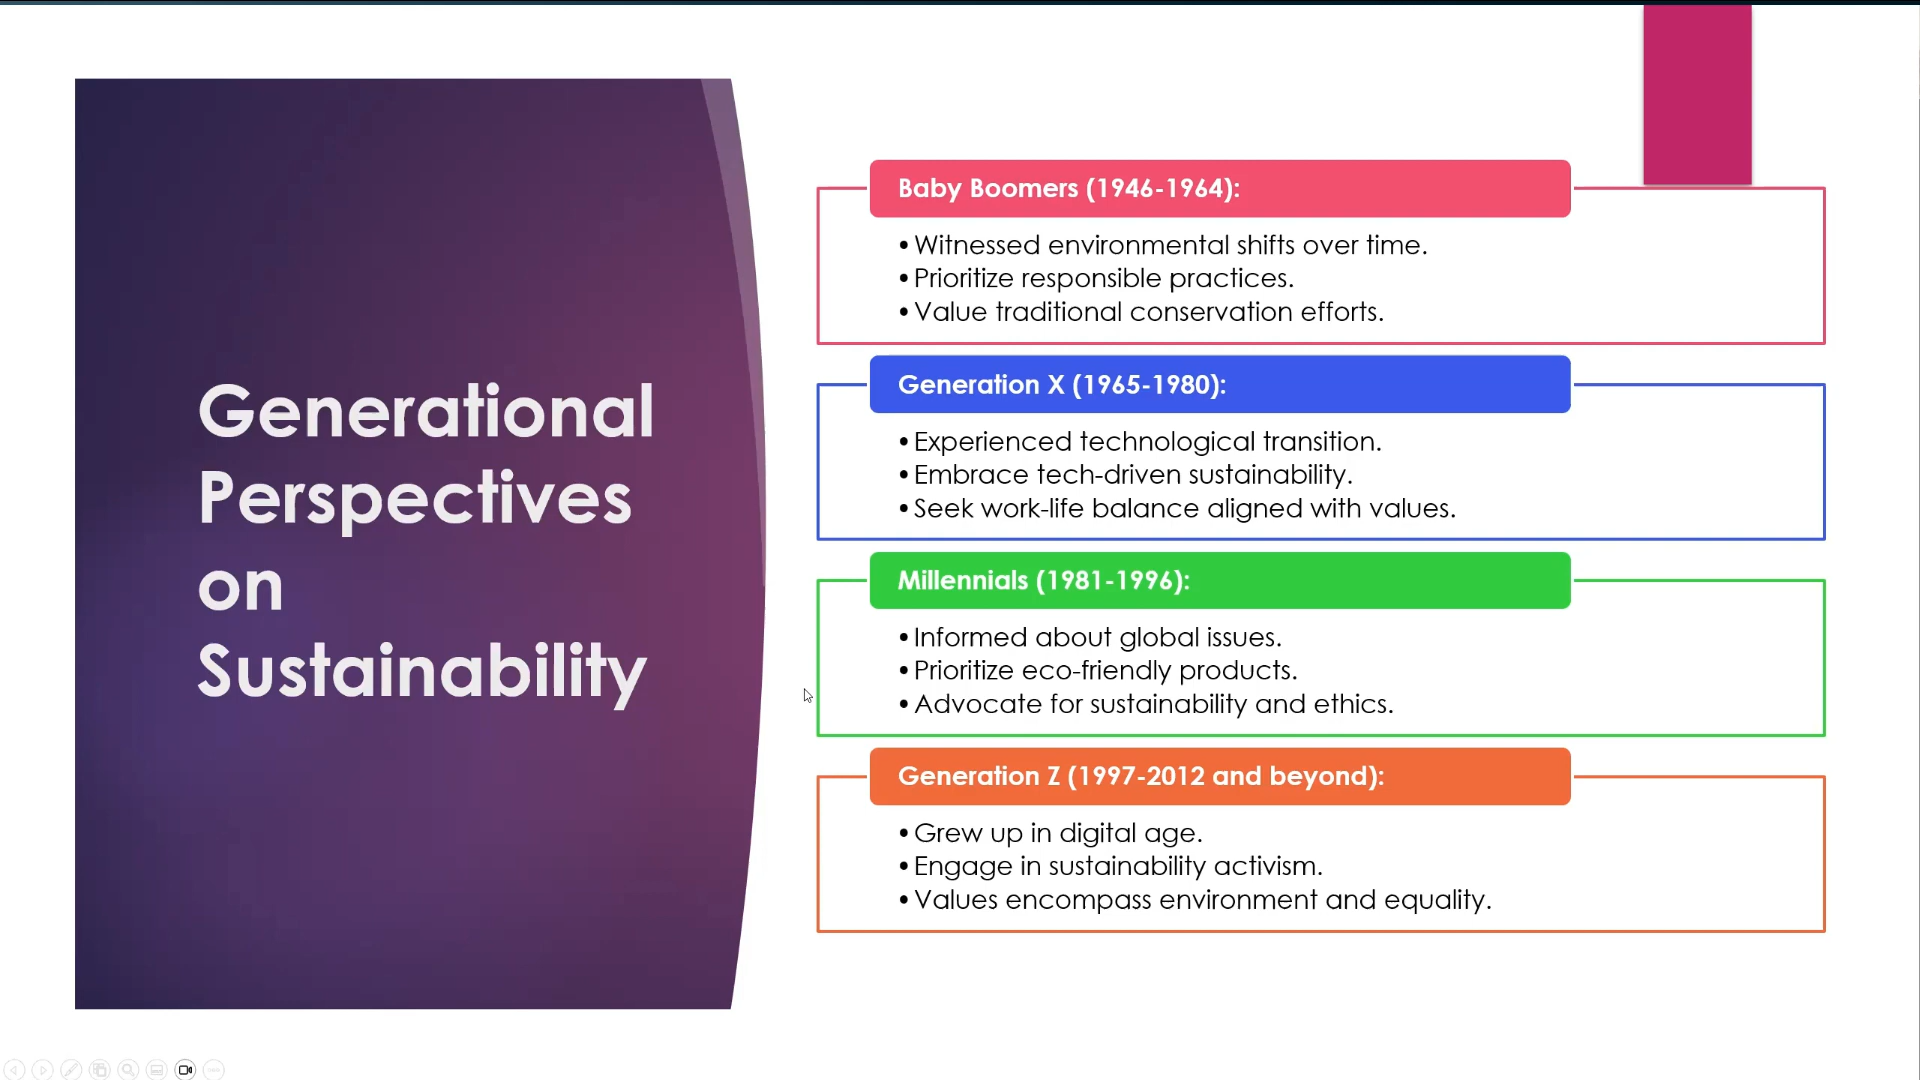 Generational
Perspectives
on
Sustainability
Baby Boomers (1946-1964):
•Witnessed environmental shifts over time.
•Prioritize responsible practices.
•Value traditional conservation efforts.
Generation X (1965-1980):
•Experienced technological transition.
•Embrace tech-driven sustainability.
•Seek work-life balance aligned with values.
Millennials (1981-1996):
•Informed about global issues.
•Prioritize eco-friendly products.
•Advocate for sustainability and ethics.
Generation Z (1997-2012 and beyond):
•Grew up in digital age.
•Engage in sustainability activism.
•Values encompass environment and equality.